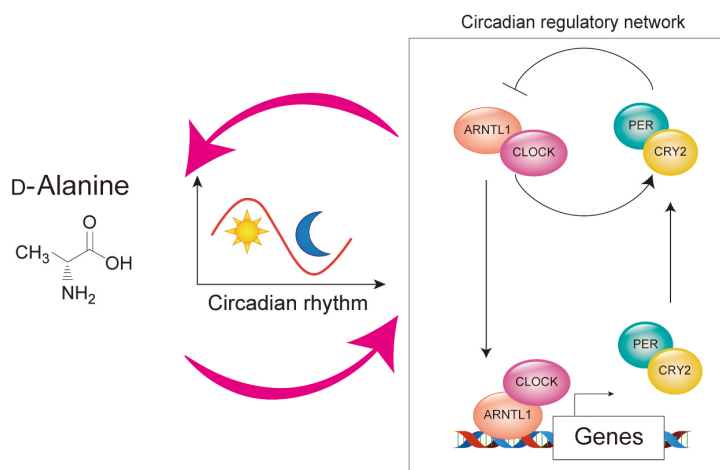 Circadian regulatory network
ARNTL1
CLOCK
PER
CRY2
D-Alanine
O
CH₃
OH
NH₂
Circadian rhythm
PER
CRY2
CLOCK
ARNTL1
Genes